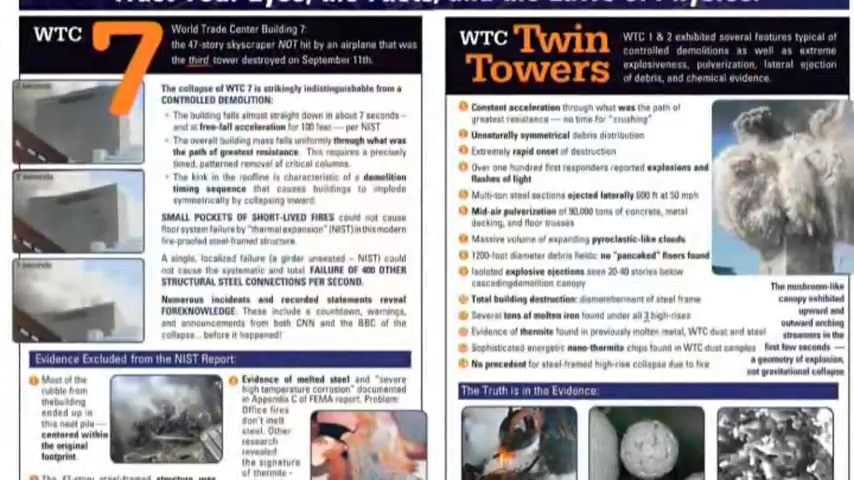 Trust Your Eyes, the Facts, and the Laws of Physics.
WTC 7
World Trade Center Building 7:
the 47-story skyscraper NOT hit by an airplane that was
the third tower destroyed on September 11th.
The collapse of WTC 7 is strikingly indistinguishable from a
CONTROLLED DEMOLITION:
• The building falls almost straight down in about 7 seconds –
and at free-fall acceleration for 100 feet — per NIST
• The overall building mass falls uniformly through what was
the path of greatest resistance. This requires a precisely
timed, patterned removal of critical columns.
• The kink in the roofline is characteristic of a demolition
timing sequence that causes buildings to implode
symmetrically by collapsing inward.
SMALL POCKETS OF SHORT-LIVED FIRES could not cause
floor system failure by "thermal expansion" (NIST) in this modern
fire-proofed steel-framed structure.
A single, localized failure (a girder unseated – NIST) could
not cause the systematic and total FAILURE OF 400 OTHER
STRUCTURAL STEEL CONNECTIONS PER SECOND.
Numerous incidents and recorded statements reveal
FOREKNOWLEDGE. These include a countdown, warnings,
and announcements from both CNN and the BBC of the
collapse... before it happened!
seconds
seconds
seconds
Evidence Excluded from the NIST Report:
Most of
the rubble
from
thebuilding
ended up in
this neat pile —
centered within
the original
footprint.
The 47-story steel-framed structure was
Evidence of melted steel and "severe
high temperature corrosion" documented
in Appendix C of FEMA report. Problem:
Office fires
don't melt
steel. Other
research
revealed
the signature
of thermite –
WTC Twin
Towers
WTC 1 & 2 exhibited several features typical of
controlled demolitions as well as extreme
explosiveness, pulverization, lateral ejection
of debris, and chemical evidence.
Constant acceleration through what was the path of
greatest resistance — no time for "crushing"
Unnaturally symmetrical debris distribution
Extremely rapid onset of destruction
Over one hundred first responders reported explosions and
flashes of light
Multi-ton steel sections ejected laterally 600 ft at 50 mph
Mid-air pulverization of 90,000 tons of concrete, metal
decking, and floor trusses
Massive volume of expanding pyroclastic-like clouds
1200-foot diameter debris fields: no "pancaked" floors found
Isolated explosive ejections seen 20-40 stories below
cascadingdemolition canopy
Total building destruction: dismemberment of steel frame
Several tons of molten iron found under all 3 high-rises
Evidence of thermite found in previously molten metal, WTC dust and steel
Sophisticated energetic nano-thermite chips found in WTC dust samples
No precedent for steel-framed high-rise collapse due to fire
The mushroom-like
canopy exhibited
upward and
outward arching
streamers in the
first few seconds —
a geometry of explosion,
not gravitational collapse
The Truth is in the Evidence: